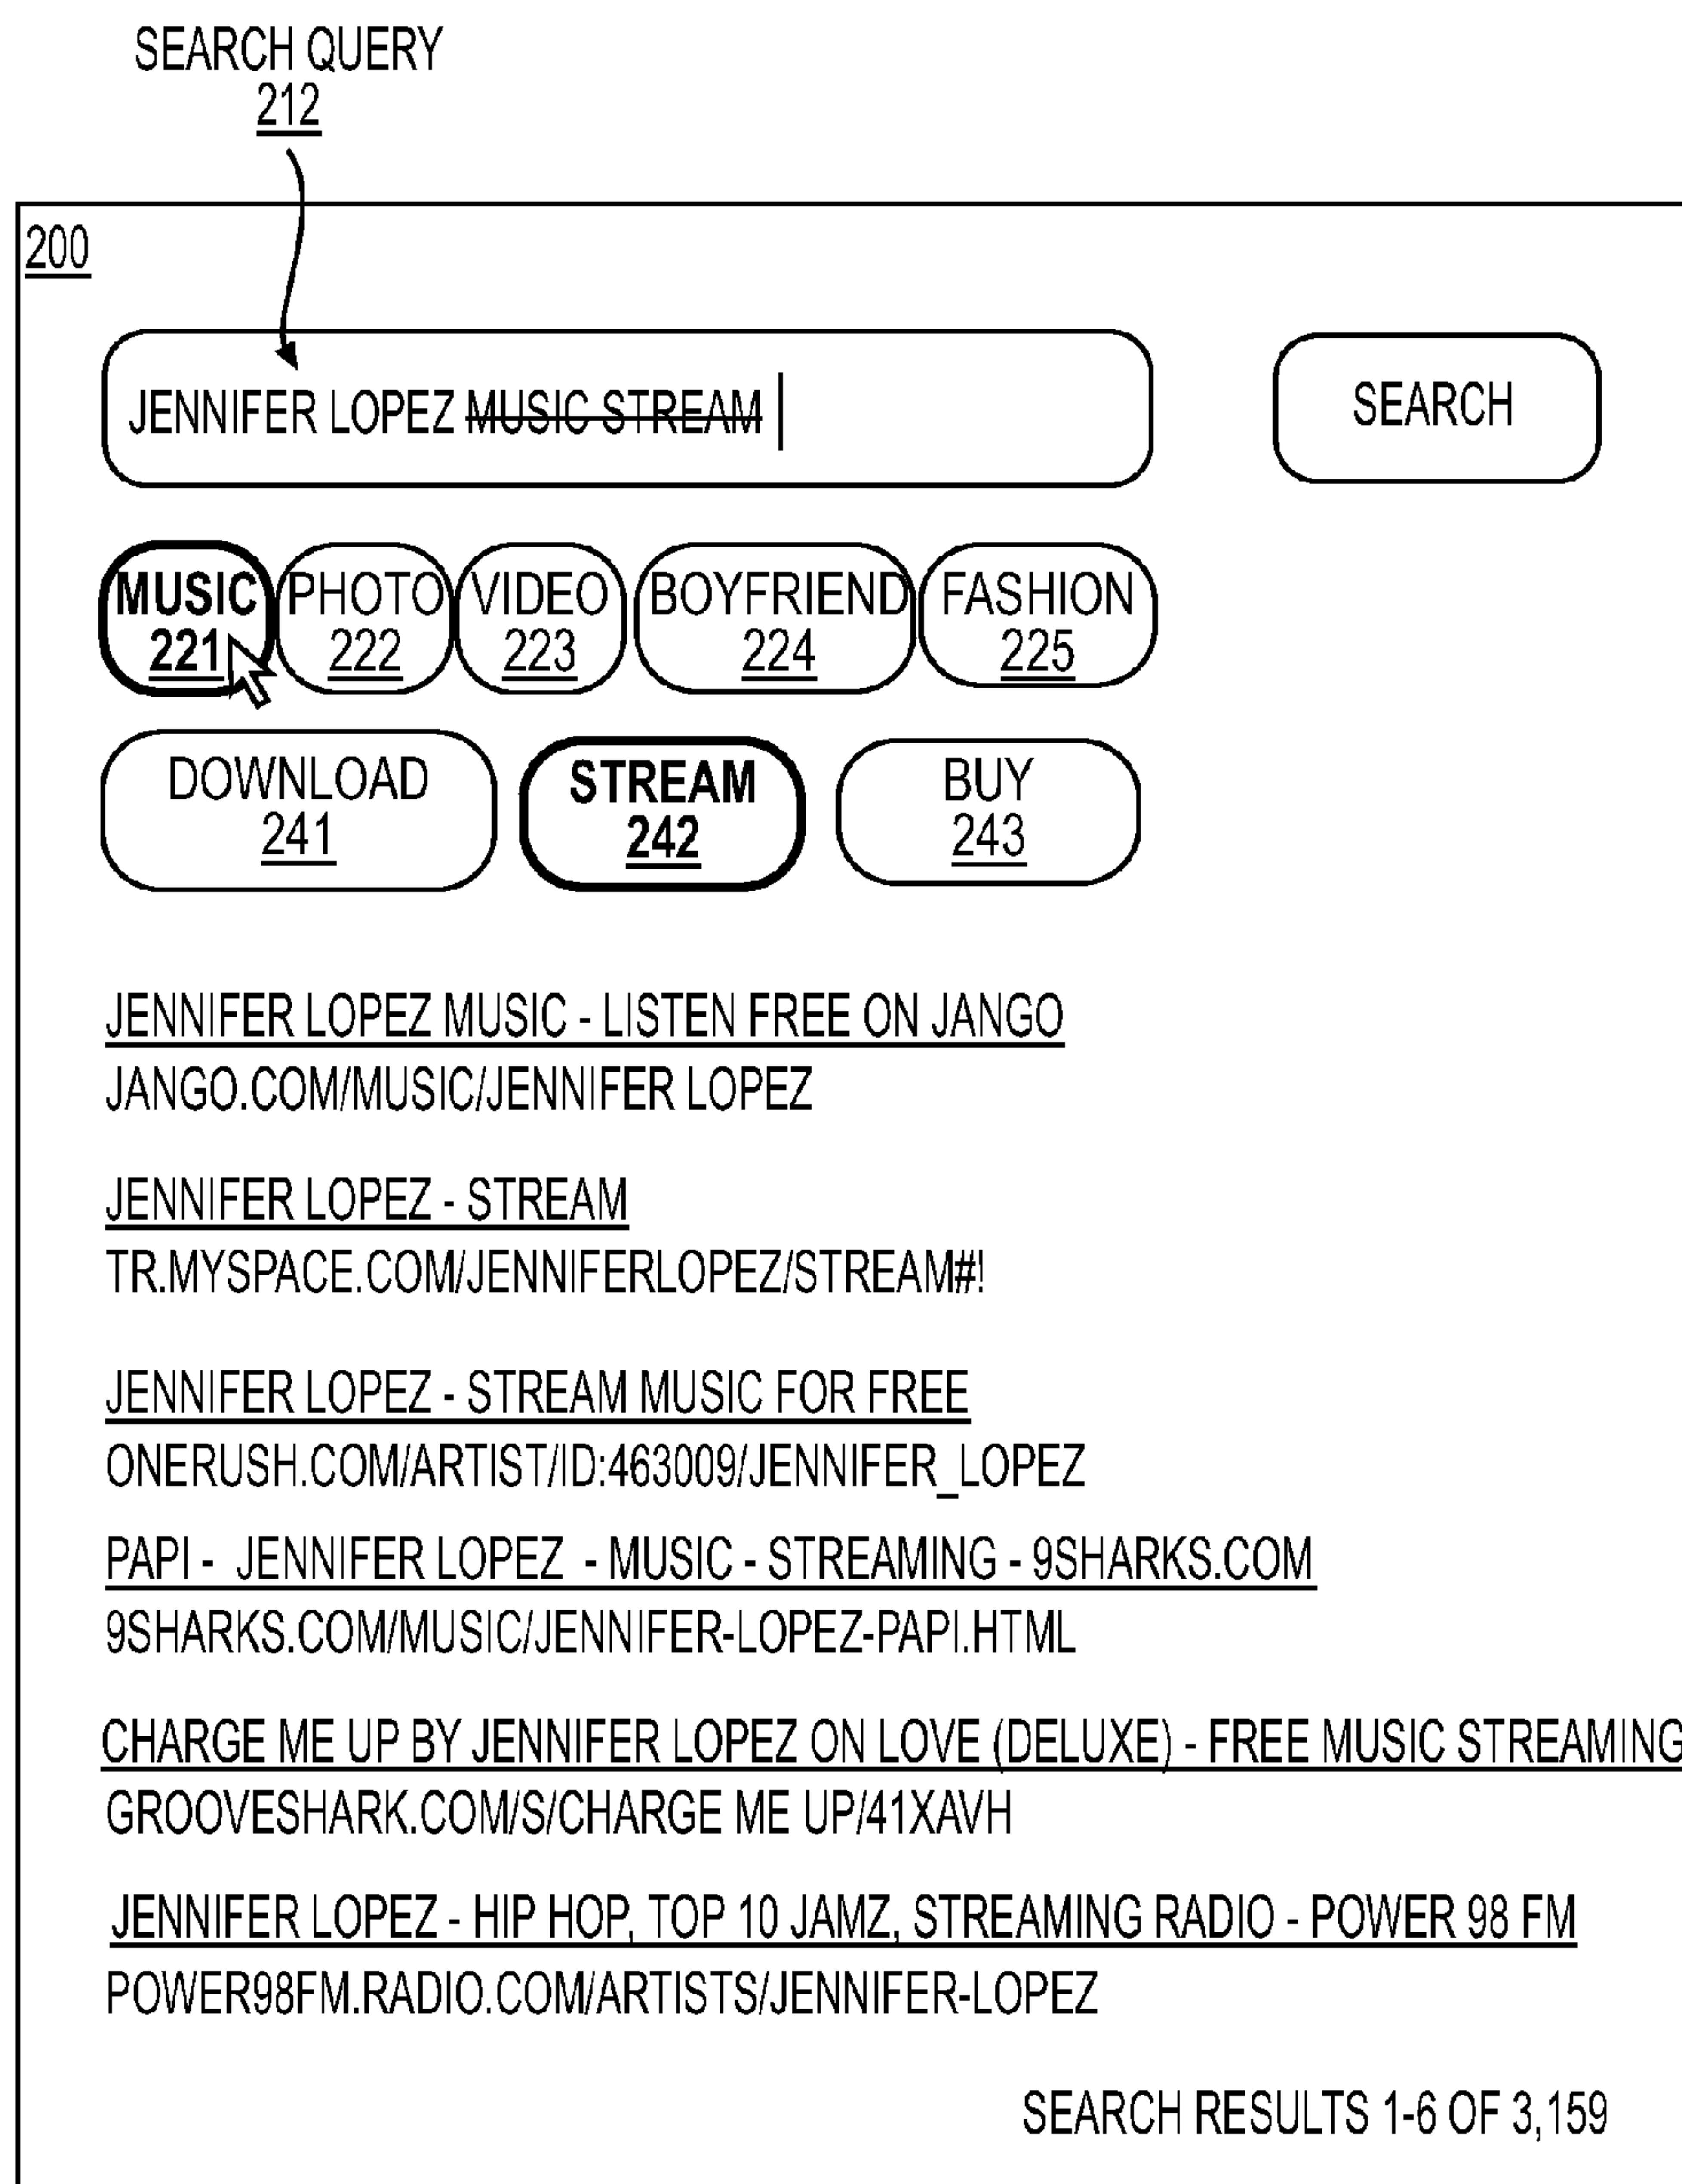 SEARCH QUERY
212
200
JENNIFER LOPEZ MUSIC STREAM
SEARCH
MUSIC PHOTO VIDEO BOYFRIEND FASHION
221 222 223 224 225
DOWNLOAD STREAM BUY
241 242 243
JENNIFER LOPEZ MUSIC - LISTEN FREE ON JANGO
JANGO.COM/MUSIC/JENNIFER LOPEZ
JENNIFER LOPEZ - STREAM
TR.MYSPACE.COM/JENNIFERLOPEZ/STREAM#!
JENNIFER LOPEZ - STREAM MUSIC FOR FREE
ONERUSH.COM/ARTIST/ID:463009/JENNIFER_LOPEZ
PAPI - JENNIFER LOPEZ - MUSIC - STREAMING - 9SHARKS.COM
9SHARKS.COM/MUSIC/JENNIFER-LOPEZ-PAPI.HTML
CHARGE ME UP BY JENNIFER LOPEZ ON LOVE (DELUXE) - FREE MUSIC STREAMING
GROOVESHARK.COM/S/CHARGE ME UP/41XAVH
JENNIFER LOPEZ - HIP HOP, TOP 10 JAMZ, STREAMING RADIO - POWER 98 FM
POWER98FM.RADIO.COM/ARTISTS/JENNIFER-LOPEZ
SEARCH RESULTS 1-6 OF 3,159